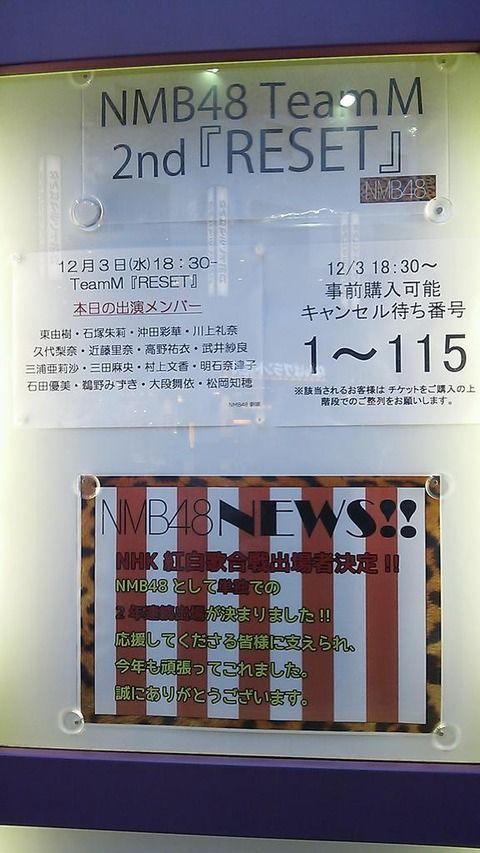 NMB48 Team M
2nd『RESET』
NMB48
12月3日(水)18:30-
TeamM『RESET』
本日の出演メンバー
東由樹・石塚朱莉・沖田彩華・川上礼奈
久代梨奈・近藤里奈・高野祐衣・武井紗良
三浦亜莉沙・三田麻央・村上文香・明石奈津子
石田優美・鵜野みずき・大段舞依・松岡知穂
NMB48 劇場
12/3 18:30〜
事前購入可能
キャンセル待ち番号
1〜115
※該当されるお客様は チケットをご購入の上
階段でのご整列をお願いします。
NMB48 NEWS!!
NHK 紅白歌合戦出場者決定!!
NMB48として単独での
2年連続出場が決まりました!!
応援してくださる皆様に支えられ、
今年も頑張ってこれました。
誠にありがとうございます。